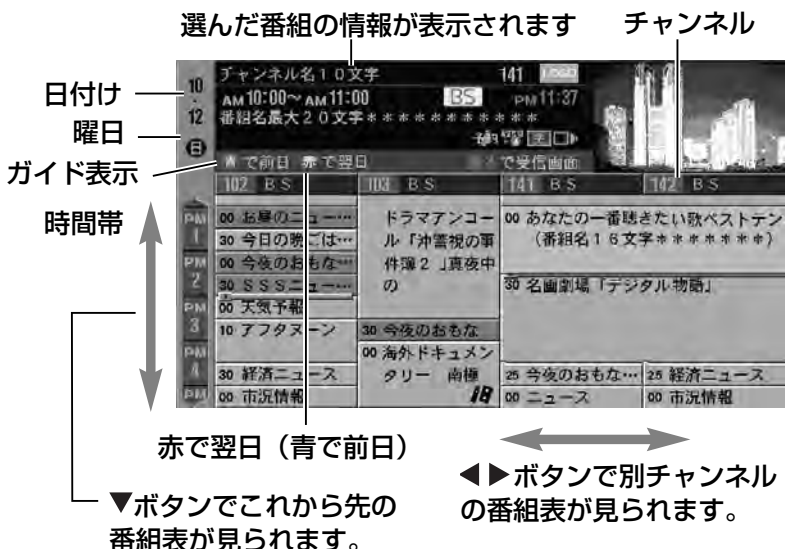 選んだ番組の情報が表示されます
チャンネル
日付け
曜日
ガイド表示
時間帯
10
12
日
チャンネル名10文字 141 LOGO
AM10:00～AM11:00 BS PM11:37
番組名最大20文字＊＊＊＊＊＊＊＊＊＊
青で前日 赤で翌日 で受信画面
102 BS 103 BS 141 BS 142 BS
PM 1
PM 2
PM 3
PM 4
PM
00 お昼のニュー…
30 今日の晩ごは…
00 今夜のおもな…
30 SSSニュー…
00 天気予報
10 アフタヌーン
30 経済ニュース
00 市況情報
ドラマアンコー
ル「沖
視の事
件簿2」真夜中
の
30 今夜のおもな
00 海外ドキュメン
タリー 南極
18
00 あなたの一番聴きたい歌ベストテン
（番組名16文字＊＊＊＊＊＊）
30 名画劇場「デジタル物語」
25 今夜のおもな…
00 ニュース
25 経済ニュース
00 市況情報
赤で翌日（青で前日）
▼ボタンでこれから先の
番組表が見られます。
◀▶ボタンで別チャンネル
の番組表が見られます。